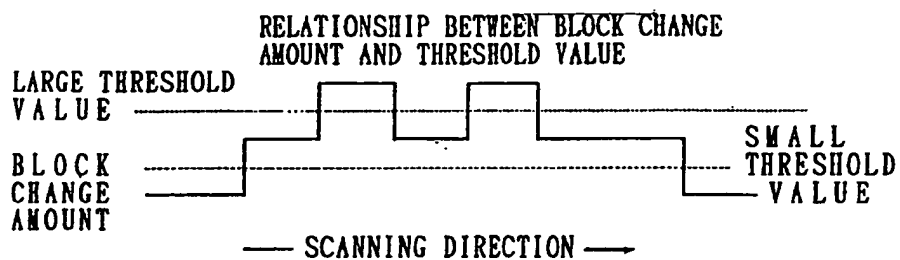 RELATIONSHIP BETWEEN BLOCK CHANGE
AMOUNT AND THRESHOLD VALUE
LARGE THRESHOLD
VALUE
BLOCK
CHANGE
AMOUNT
SMALL
THRESHOLD
VALUE
SCANNING DIRECTION